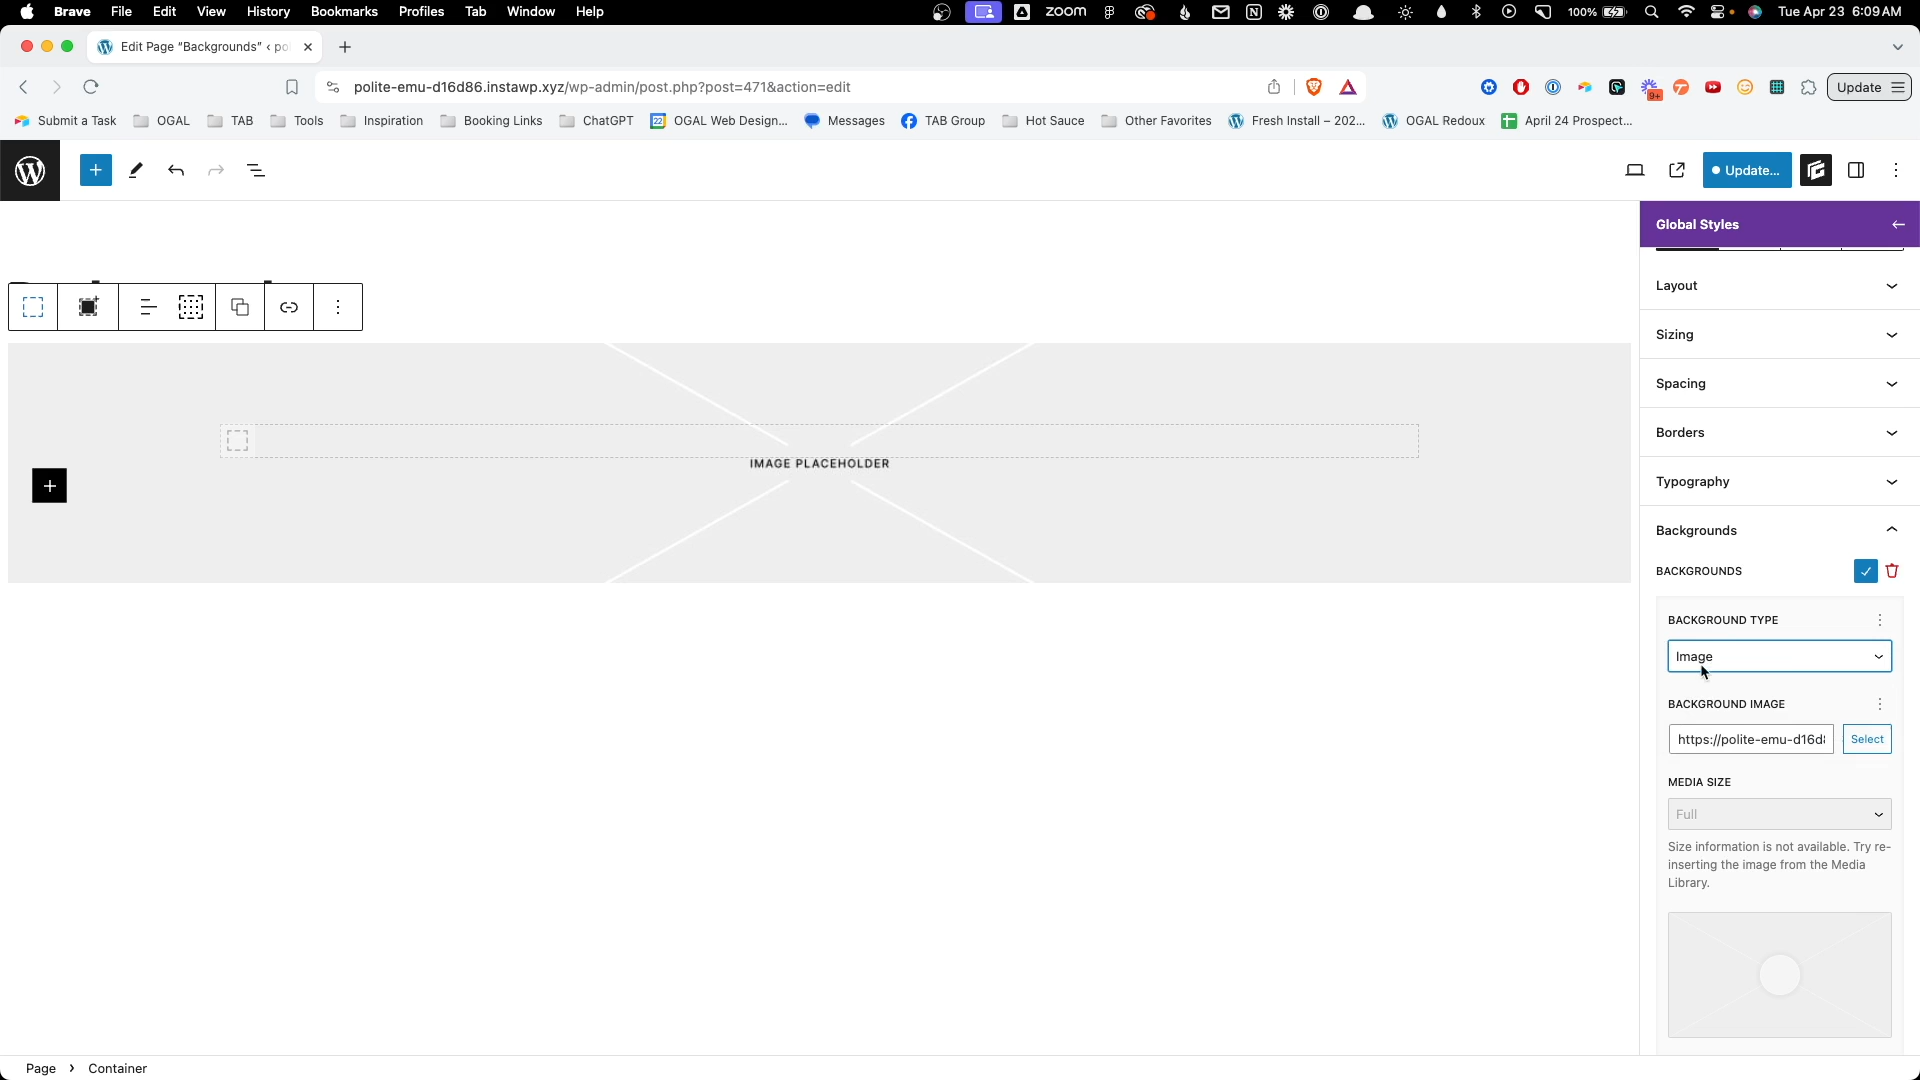 Brave File Edit View History Bookmarks Profiles Tab Window Help zoom 100% Tue Apr 23 6:09 AM
Edit Page "Backgrounds" ‹ po
polite-emu-d16d86.instawp.xyz/wp-admin/post.php?post=471&action=edit 9+ Update
Submit a Task OGAL TAB Tools Inspiration Booking Links ChatGPT 22 OGAL Web Design... Messages TAB Group Hot Sauce Other Favorites Fresh Install – 202... OGAL Redoux April 24 Prospect...
Update...
Global Styles
Layout
Sizing
Spacing
Borders
Typography
IMAGE PLACEHOLDER
Backgrounds
BACKGROUNDS
BACKGROUND TYPE
Image
BACKGROUND IMAGE
https://polite-emu-d16d Select
MEDIA SIZE
Full
Size information is not available. Try re-
inserting the image from the Media
Library.
Page Container